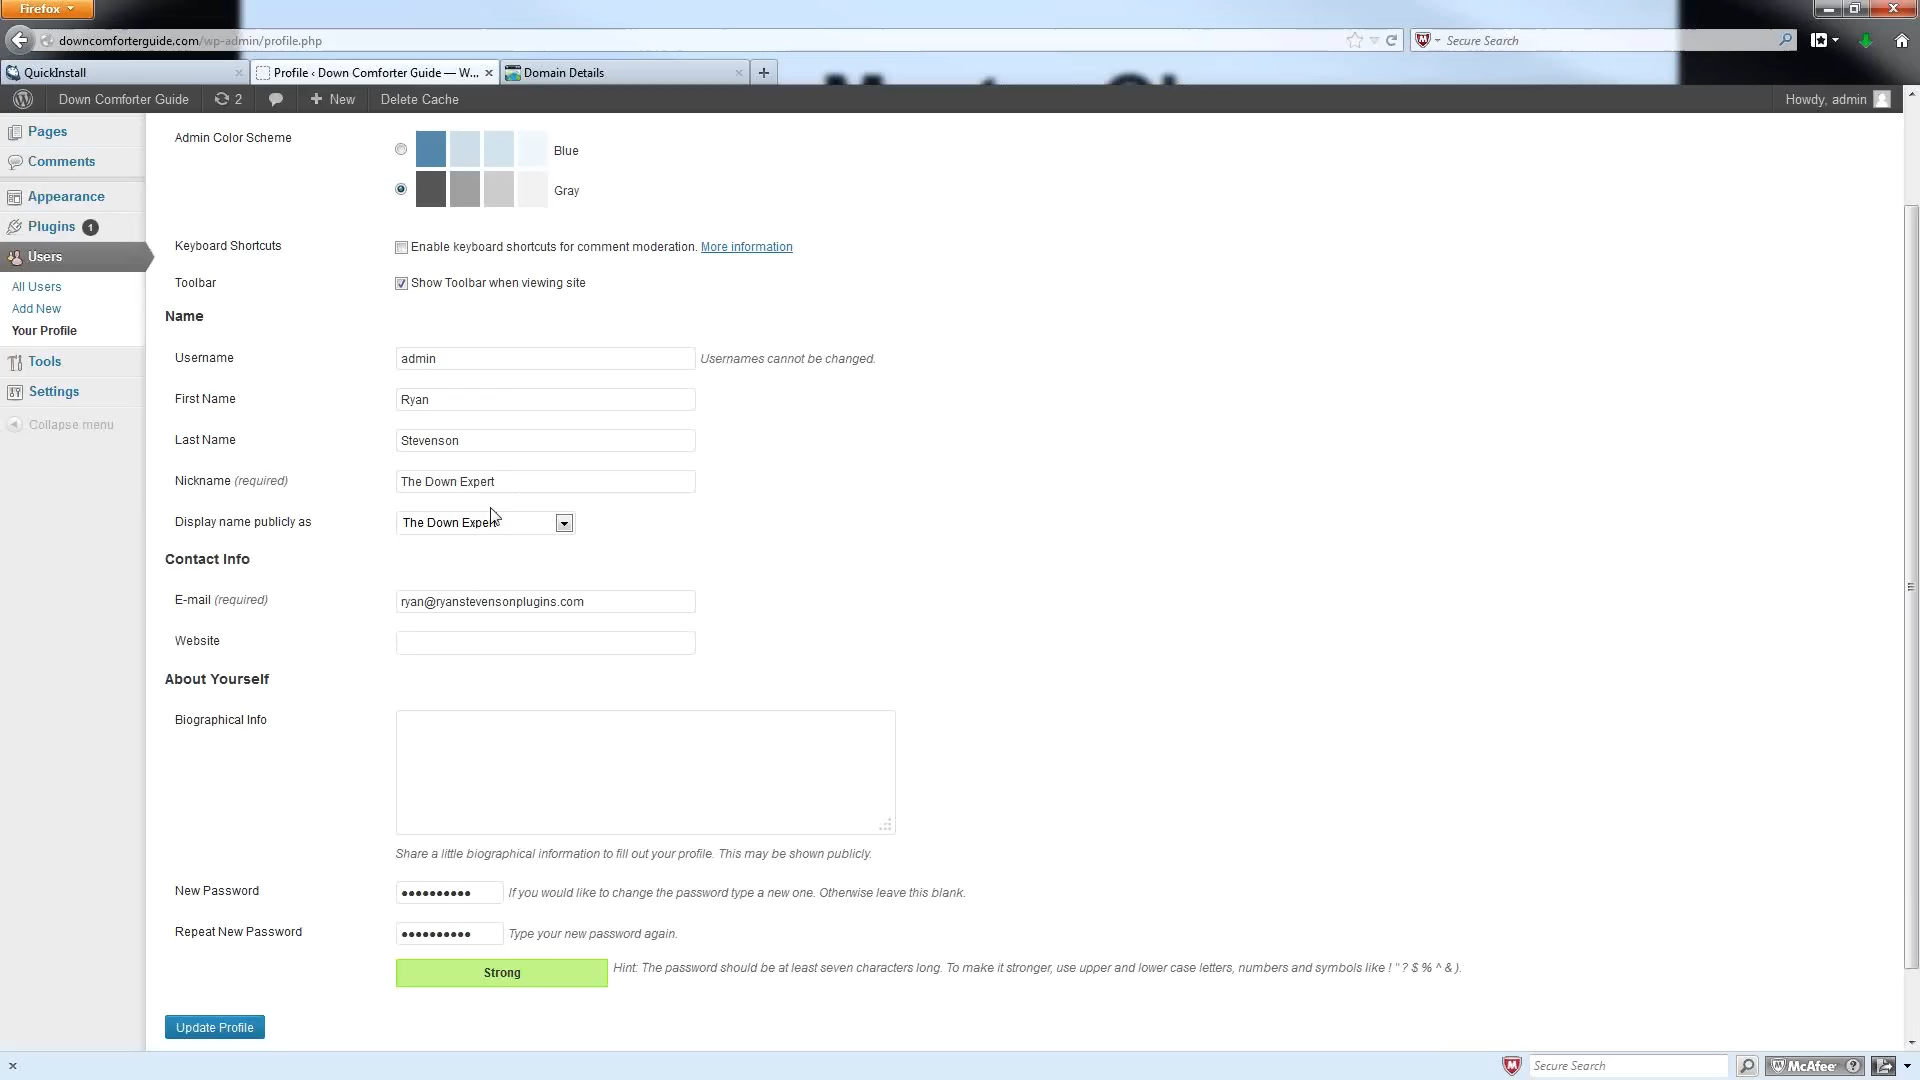 Firefox
downcomforterguide.com/wp-admin/profile.php
Secure Search
QuickInstall
Profile ‹ Down Comforter Guide — W...
Domain Details
Down Comforter Guide
2
New
Delete Cache
Howdy, admin
Pages
Comments
Appearance
Plugins 1
Users
All Users
Add New
Your Profile
Tools
Settings
Collapse menu
Admin Color Scheme
Blue
Gray
Keyboard Shortcuts
Enable keyboard shortcuts for comment moderation. More information
Toolbar
Show Toolbar when viewing site
Name
Username
admin
Usernames cannot be changed.
First Name
Ryan
Last Name
Stevenson
Nickname (required)
The Down Expert
Display name publicly as
The Down Expert
Contact Info
E-mail (required)
ryan@ryanstevensonplugins.com
Website
About Yourself
Biographical Info
Share a little biographical information to fill out your profile. This may be shown publicly.
New Password
●●●●●●●●●●
If you would like to change the password type a new one. Otherwise leave this blank.
Repeat New Password
●●●●●●●●●●
Type your new password again.
Strong
Hint: The password should be at least seven characters long. To make it stronger, use upper and lower case letters, numbers and symbols like ! " ? $ % ^ & ).
Update Profile
Secure Search
McAfee